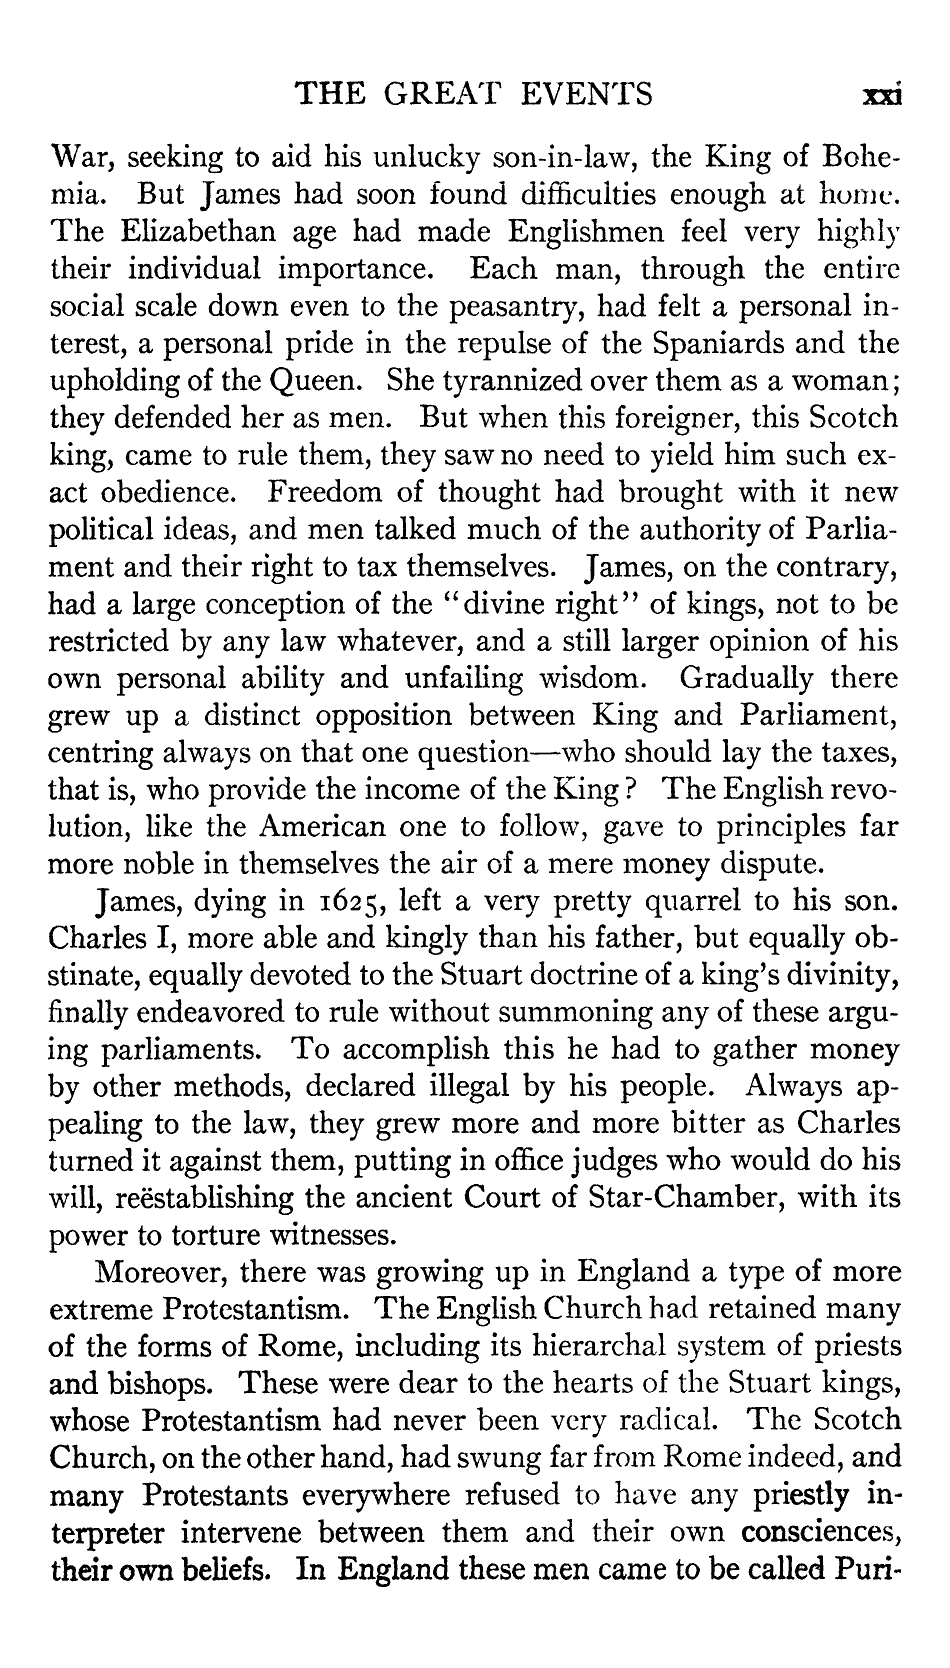 THE GREAT EVENTS xxi
War, seeking to aid his unlucky son-in-law, the King of Bohe-
mia. But James had soon found difficulties enough at home.
The Elizabethan age had made Englishmen feel very highly
their individual importance. Each man, through the entire
social scale down even to the peasantry, had felt a personal in-
terest, a personal pride in the repulse of the Spaniards and the
upholding of the Queen. She tyrannized over them as a woman;
they defended her as men. But when this foreigner, this Scotch
king, came to rule them, they saw no need to yield him such ex-
act obedience. Freedom of thought had brought with it new
political ideas, and men talked much of the authority of Parlia-
ment and their right to tax themselves. James, on the contrary,
had a large conception of the "divine right" of kings, not to be
restricted by any law whatever, and a still larger opinion of his
own personal ability and unfailing wisdom. Gradually there
grew up a distinct opposition between King and Parliament,
centring always on that one question—who should lay the taxes,
that is, who provide the income of the King? The English revo-
lution, like the American one to follow, gave to principles far
more noble in themselves the air of a mere money dispute.
James, dying in 1625, left a very pretty quarrel to his son.
Charles I, more able and kingly than his father, but equally ob-
stinate, equally devoted to the Stuart doctrine of a king's divinity,
finally endeavored to rule without summoning any of these argu-
ing parliaments. To accomplish this he had to gather money
by other methods, declared illegal by his people. Always ap-
pealing to the law, they grew more and more bitter as Charles
turned it against them, putting in office judges who would do his
will, reëstablishing the ancient Court of Star-Chamber, with its
power to torture witnesses.
Moreover, there was growing up in England a type of more
extreme Protestantism. The English Church had retained many
of the forms of Rome, including its hierarchal system of priests
and bishops. These were dear to the hearts of the Stuart kings,
whose Protestantism had never been very radical. The Scotch
Church, on the other hand, had swung far from Rome indeed, and
many Protestants everywhere refused to have any priestly in-
terpreter intervene between them and their own consciences,
their own beliefs. In England these men came to be called Puri-